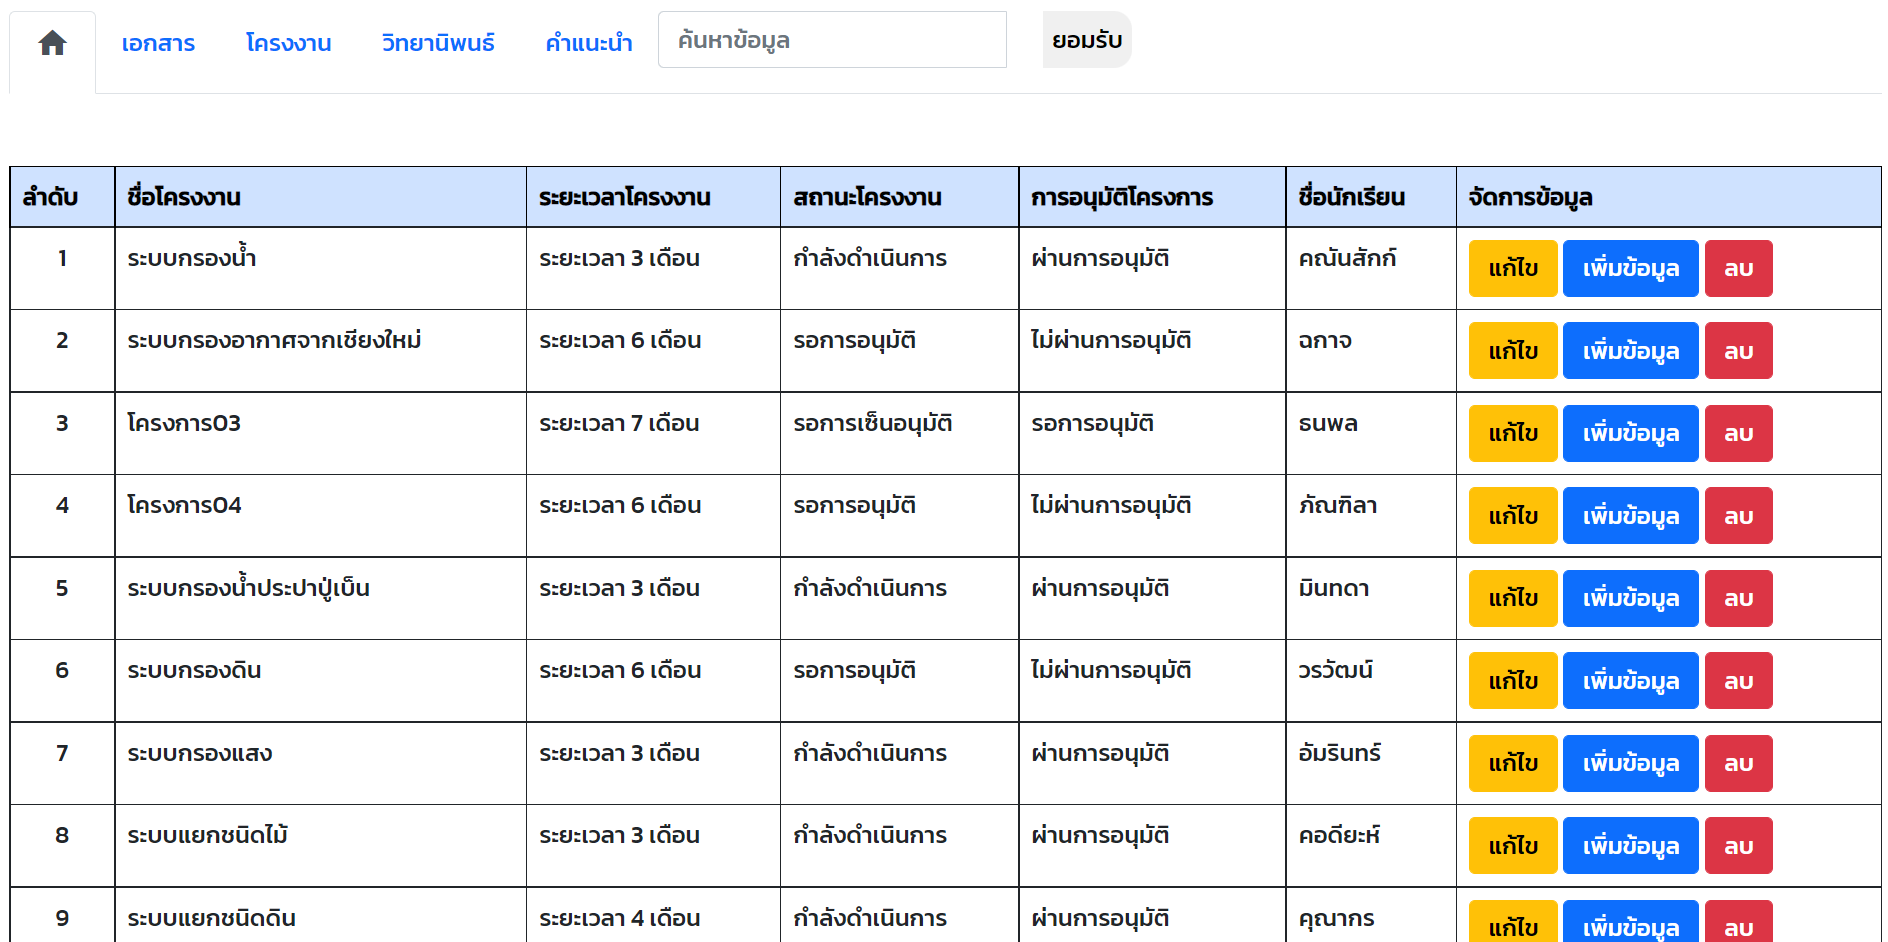 เอกสาร โครงงาน วิทยานิพนธ์ คำแนะนำ ค้นหาข้อมูล ยอมรับ
ลำดับ ชื่อโครงงาน ระยะเวลาโครงงาน สถานะโครงงาน การอนุมัติโครงการ ชื่อนักเรียน จัดการข้อมูล
1 ระบบกรองน้ำ ระยะเวลา 3 เดือน กำลังดำเนินการ ผ่านการอนุมัติ คณันสักก์ แก้ไข เพิ่มข้อมูล ลบ
2 ระบบกรองอากาศจากเชียงใหม่ ระยะเวลา 6 เดือน รอการอนุมัติ ไม่ผ่านการอนุมัติ ฉกาจ แก้ไข เพิ่มข้อมูล ลบ
3 โครงการ03 ระยะเวลา 7 เดือน รอการเซ็นอนุมัติ รอการอนุมัติ ธนพล แก้ไข เพิ่มข้อมูล ลบ
4 โครงการ04 ระยะเวลา 6 เดือน รอการอนุมัติ ไม่ผ่านการอนุมัติ ภัณฑิลา แก้ไข เพิ่มข้อมูล ลบ
5 ระบบกรองน้ำประปาปู่เบ็น ระยะเวลา 3 เดือน กำลังดำเนินการ ผ่านการอนุมัติ มินทดา แก้ไข เพิ่มข้อมูล ลบ
6 ระบบกรองดิน ระยะเวลา 6 เดือน รอการอนุมัติ ไม่ผ่านการอนุมัติ วรวัฒน์ แก้ไข เพิ่มข้อมูล ลบ
7 ระบบกรองแสง ระยะเวลา 3 เดือน กำลังดำเนินการ ผ่านการอนุมัติ อัมรินทร์ แก้ไข เพิ่มข้อมูล ลบ
8 ระบบแยกชนิดไม้ ระยะเวลา 3 เดือน กำลังดำเนินการ ผ่านการอนุมัติ คอดียะห์ แก้ไข เพิ่มข้อมูล ลบ
9 ระบบแยกชนิดดิน ระยะเวลา 4 เดือน กำลังดำเนินการ ผ่านการอนุมัติ คุณากร แก้ไข เพิ่มข้อมูล ลบ